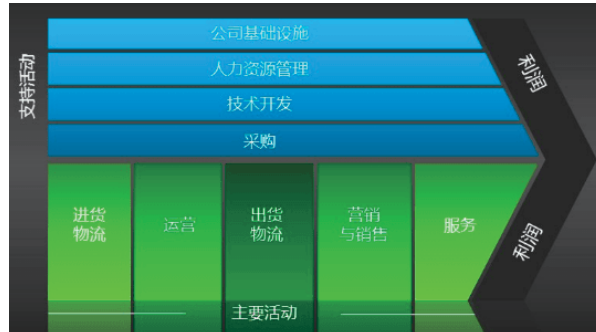 公司基础设施
人力资源管理
技术开发
采购
支持活动
利润
进货
物流
运营
出货
物流
营销
与销售
服务
利润
主要活动